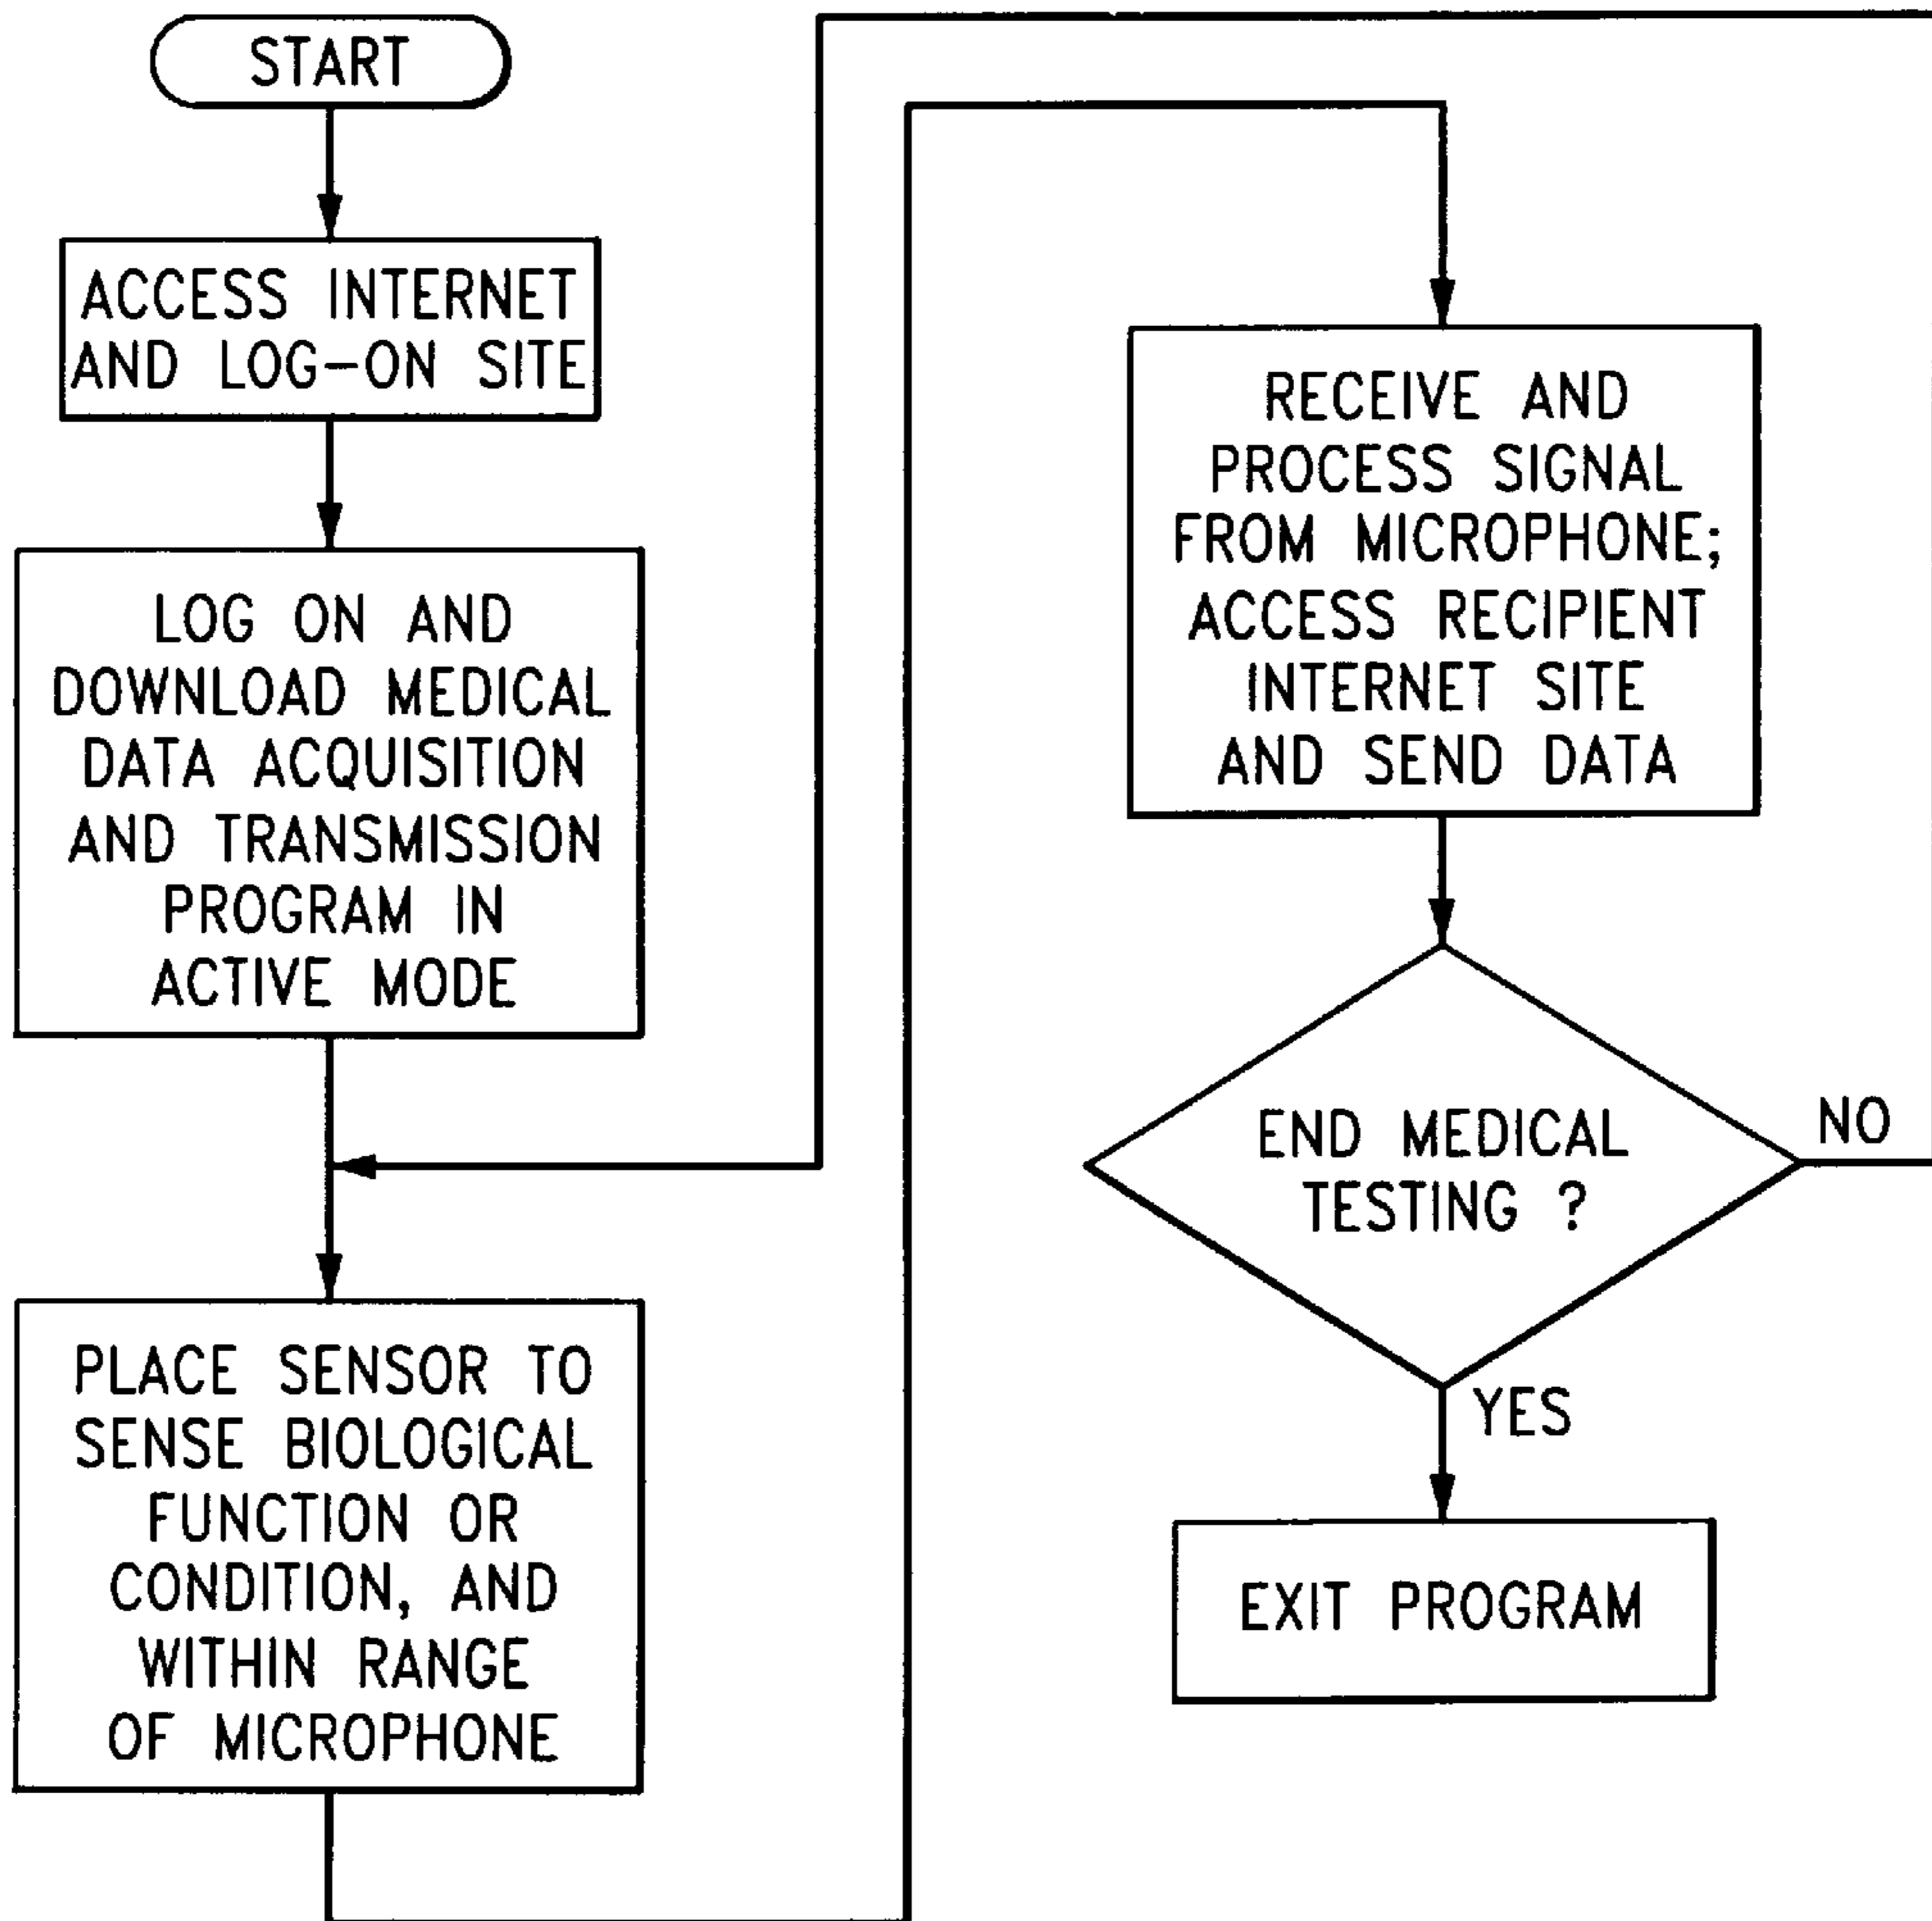 START
ACCESS INTERNET
AND LOG-ON SITE
LOG ON AND
DOWNLOAD MEDICAL
DATA ACQUISITION
AND TRANSMISSION
PROGRAM IN
ACTIVE MODE
PLACE SENSOR TO
SENSE BIOLOGICAL
FUNCTION OR
CONDITION, AND
WITHIN RANGE
OF MICROPHONE
RECEIVE AND
PROCESS SIGNAL
FROM MICROPHONE;
ACCESS RECIPIENT
INTERNET SITE
AND SEND DATA
END MEDICAL
TESTING ?
NO
YES
EXIT PROGRAM